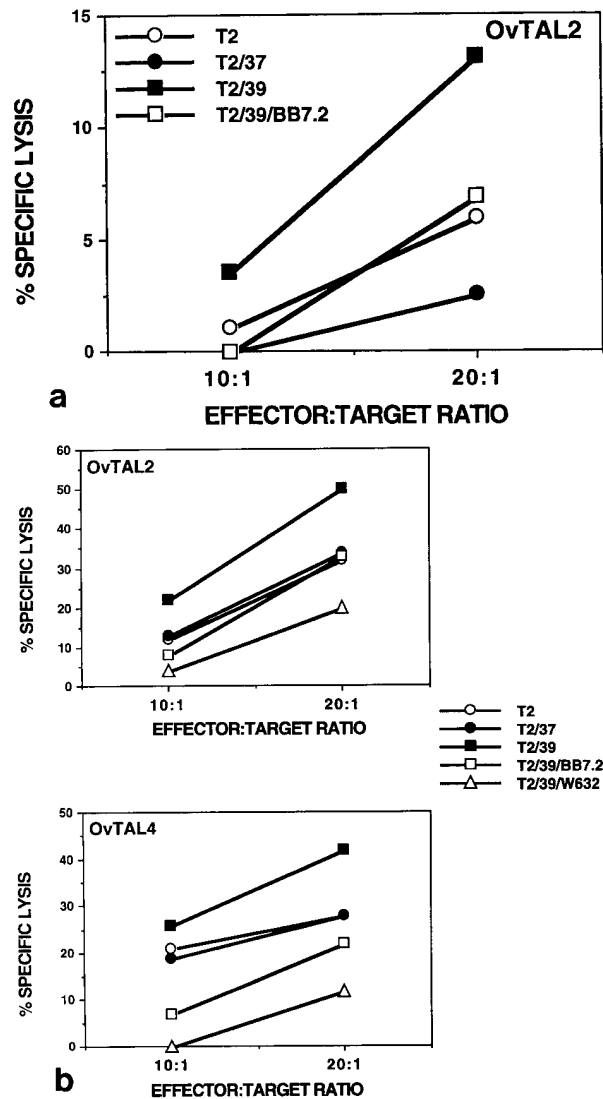 OvTAL2
T2
T2/37
T2/39
T2/39/BB7.2
15
10
5
0
% SPECIFIC LYSIS
10:1
20:1
EFFECTOR:TARGET RATIO
a
OvTAL2
60
50
40
30
20
10
0
% SPECIFIC LYSIS
10:1
20:1
EFFECTOR:TARGET RATIO
T2
T2/37
T2/39
T2/39/BB7.2
T2/39/W632
OvTAL4
50
40
30
20
10
0
% SPECIFIC LYSIS
10:1
20:1
EFFECTOR:TARGET RATIO
b